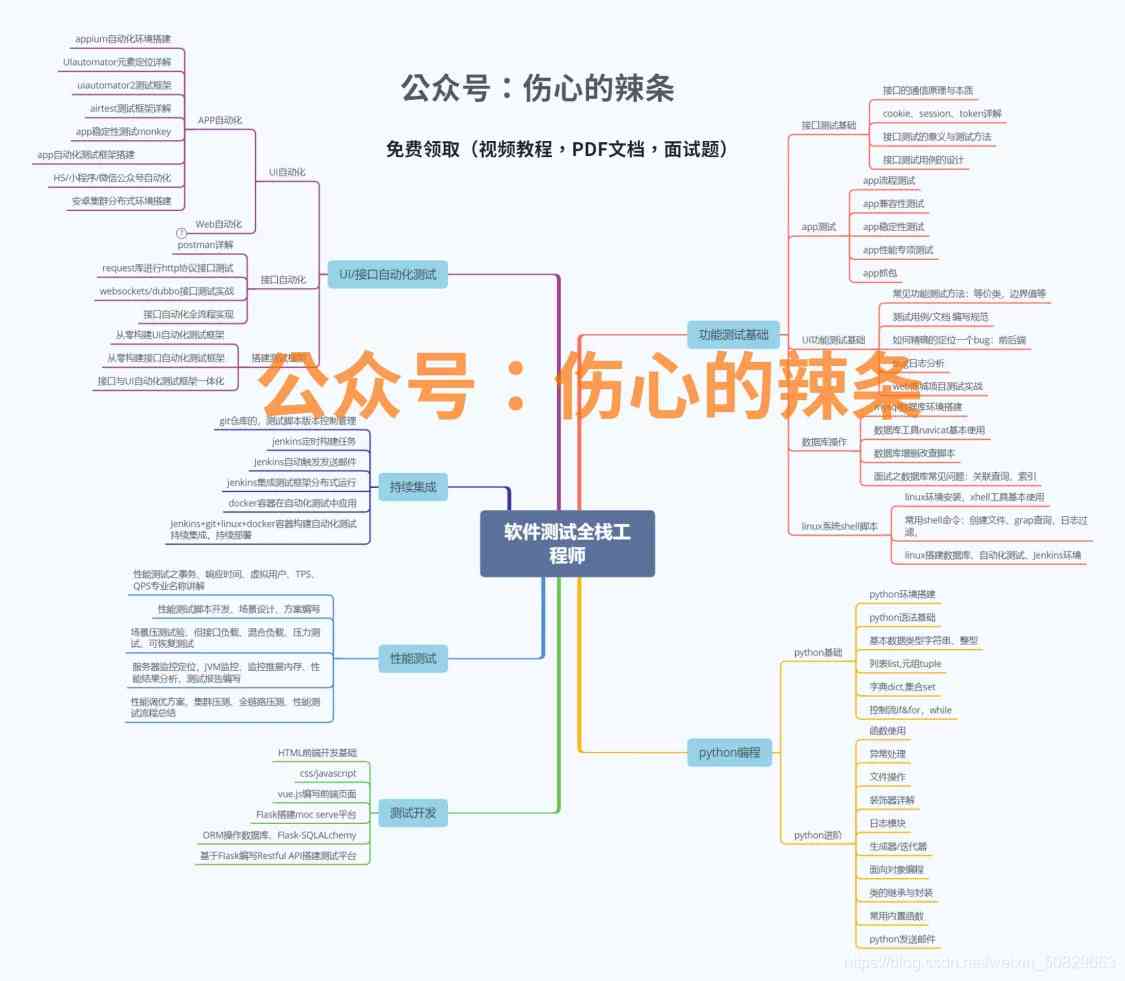 公众号：伤心的辣条
免费领取（视频教程，PDF文档，面试题）
公众号：伤心的辣条
软件测试全栈工
程师
UI/接口自动化测试
UI自动化
APP自动化
appium自动化环境搭建
UIautomator元素定位详解
uiautomator2测试框架
airtest测试框架详解
app稳定性测试monkey
app自动化测试框架搭建
H5/小程序/微信公众号自动化
安卓集群分布式环境搭建
Web自动化
7
接口自动化
postman详解
request库进行http协议接口测试
websockets/dubbo接口测试实战
接口自动化全流程实现
搭建测试框架
从零构建UI自动化测试框架
从零构建接口自动化测试框架
接口与UI自动化测试框架一体化
持续集成
git仓库的，测试脚本版本控制管理
jenkins定时构建任务
Jenkins自动触发发送邮件
jenkins集成测试框架分布式运行
docker容器在自动化测试中应用
Jenkins+git+linux+docker容器构建自动化测试
持续集成、持续部署
性能测试
性能测试之事务、响应时间、虚拟用户、TPS、
QPS专业名称讲解
性能测试脚本开发、场景设计、方案编写
场景压测试验、但接口负载、混合负载、压力测
试、可恢复测试
服务器监控定位，JVM监控、监控推展内存、性
能结果分析、测试报告编写
性能调优方案、集群压测、全链路压测、性能测
试流程总结
测试开发
HTML前端开发基础
css/javascript
vue.js编写前端页面
Flask搭建moc serve平台
ORM操作数据库、Flask-SQLALchemy
基于Flask编写Restful API搭建测试平台
功能测试基础
接口测试基础
接口的通信原理与本质
cookie、session、token详解
接口测试的意义与测试方法
接口测试用例的设计
app测试
app流程测试
app兼容性测试
app稳定性测试
app性能专项测试
app抓包
UI功能测试基础
常见功能测试方法：等价类，边界值等
测试用例/文档 编写规范
如何精确的定位一个bug：前后端
bug日志分析
web商城项目测试实战
数据库操作
mysql数据库环境搭建
数据库工具navicat基本使用
数据库增删改查脚本
面试之数据库常见问题：关联查询、索引
linux系统shell脚本
linux环境安装、xhell工具基本使用
常用shell命令：创建文件、grap查询、日志过
滤、
linux搭建数据库、自动化测试、Jenkins环境
python编程
python基础
python环境搭建
python语法基础
基本数据类型字符串、整型
列表list,元组tuple
字典dict,集合set
控制流if&for、while
python进阶
函数使用
异常处理
文件操作
装饰器详解
日志模块
生成器/迭代器
面向对象编程
类的继承与封装
常用内置函数
python发送邮件
https://blog.csdn.net/weixin_50829653